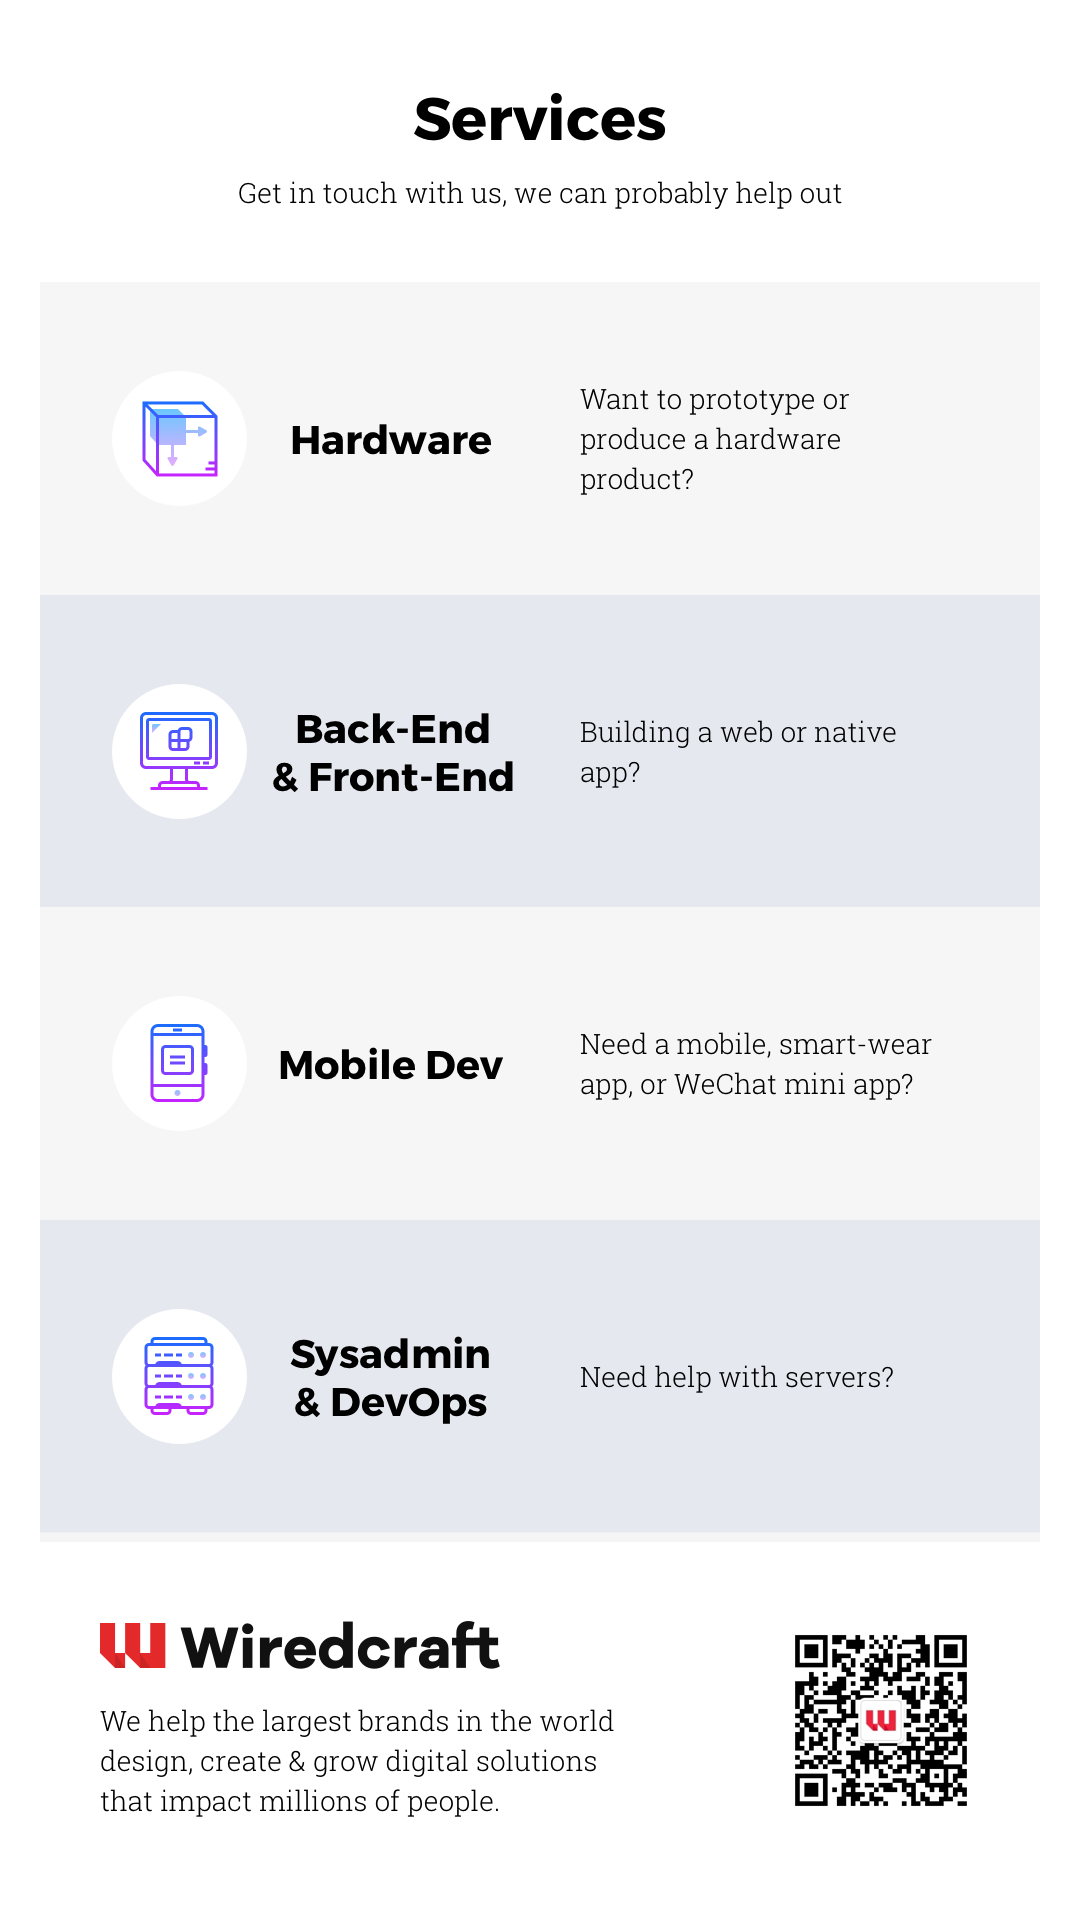 Services
Get in touch with us, we can probably help out
Hardware
Want to prototype or
produce a hardware
product?
Back-End
& Front-End
Building a web or native
app?
Mobile Dev
Need a mobile, smart-wear
app, or WeChat mini app?
Sysadmin
& DevOps
Need help with servers?
Wiredcraft
We help the largest brands in the world
design, create & grow digital solutions
that impact millions of people.